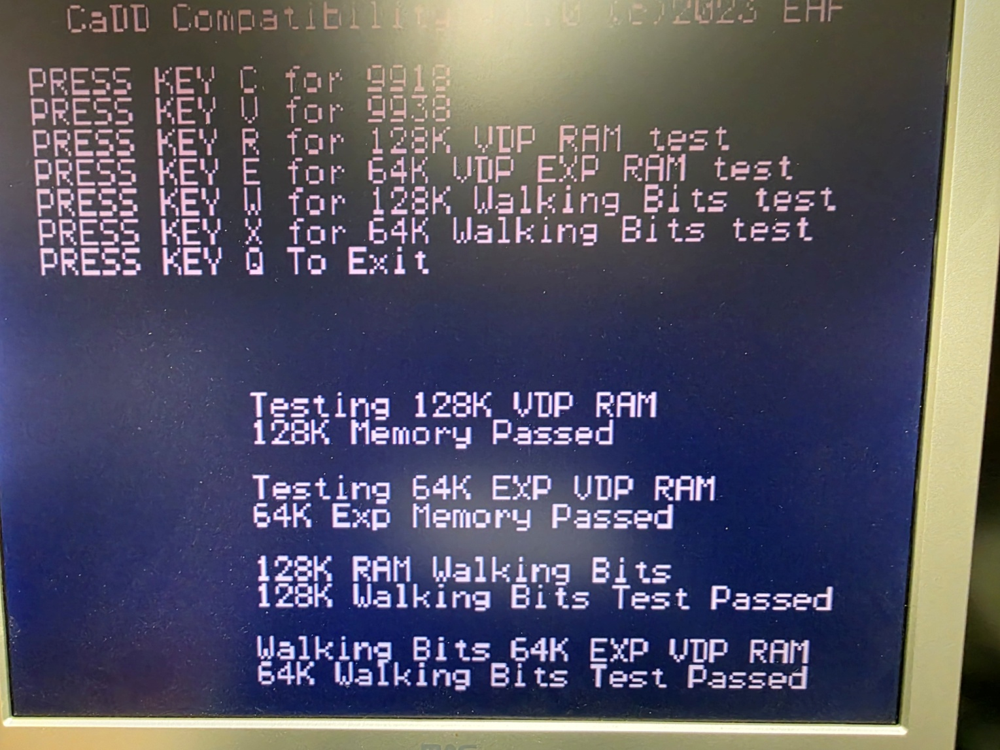 CaDD Compatibility 1.0 (c)2023 EAF
PRESS KEY C for 9918
PRESS KEY V for 9938
PRESS KEY R for 128K VDP RAM test
PRESS KEY E for 64K VDP EXP RAM test
PRESS KEY W for 128K Walking Bits test
PRESS KEY X for 64K Walking Bits test
PRESS KEY Q To Exit
Testing 128K VDP RAM
128K Memory Passed
Testing 64K EXP VDP RAM
64K Exp Memory Passed
128K RAM Walking Bits
128K Walking Bits Test Passed
Walking Bits 64K EXP VDP RAM
64K Walking Bits Test Passed